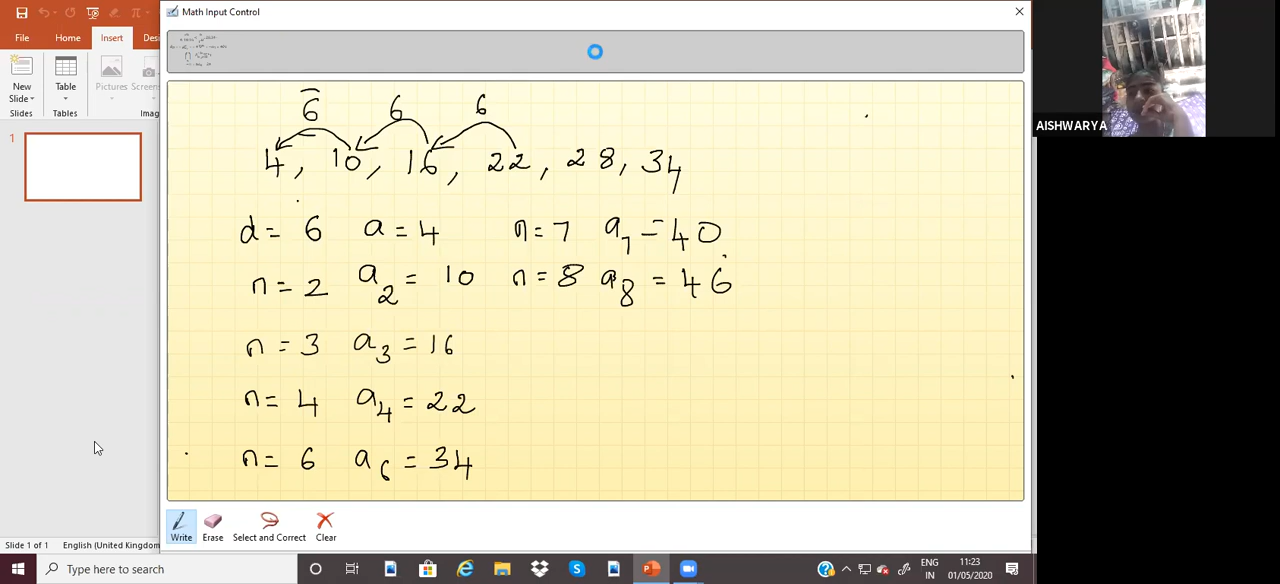 Math Input Control
File Home Insert Des
New Slide Table Pictures Screens
Slides Tables Imag
1
6 6 6
4, 10, 16, 22, 28, 34
d = 6 a = 4 n = 7 a7 = 40
n = 2 a2 = 10 n = 8 a8 = 46
n = 3 a3 = 16
n = 4 a4 = 22
n = 6 a6 = 34
Write Erase Select and Correct Clear
Slide 1 of 1 English (United Kingdom
Type here to search
ENG
IN
11:23
01/05/2020
AISHWARYA